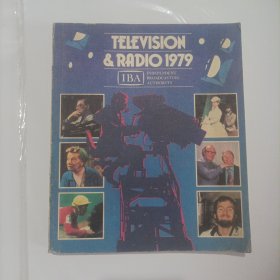 TELEVISION
& RADIO 1979
IBA
INDEPENDENT
BROADCASTING
AUTHORITY